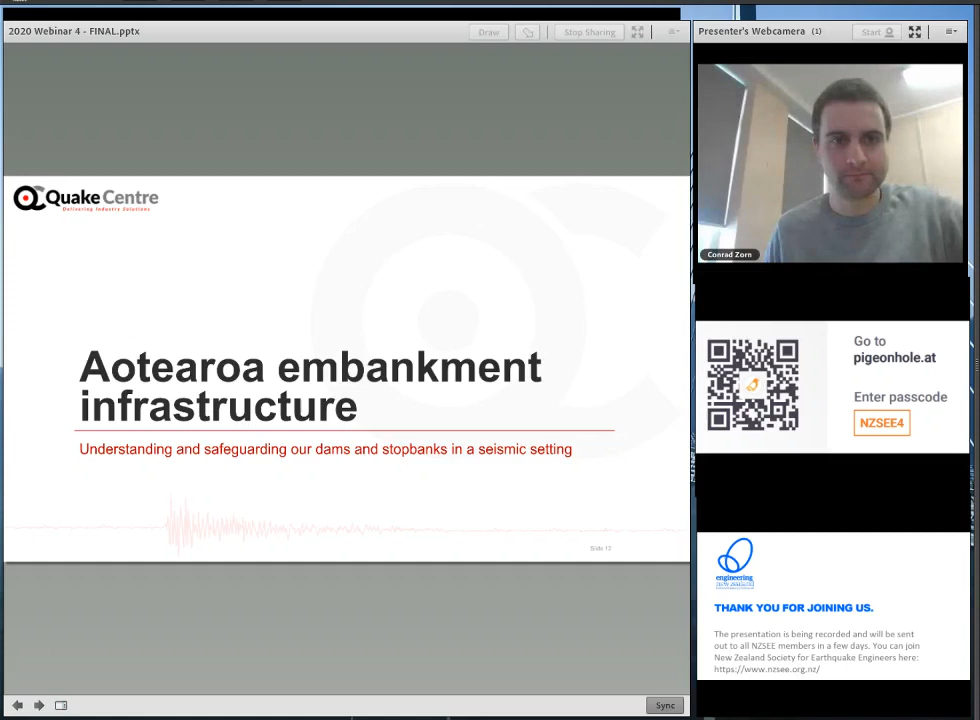 2020 Webinar 4 - FINAL.pptx
Draw
Stop Sharing
Presenter's Webcamera (1)
Start
Quake Centre
Delivering Industry Solutions
Conrad Zorn
Aotearoa embankment
infrastructure
Understanding and safeguarding our dams and stopbanks in a seismic setting
Slide 13
Go to
pigeonhole.at
Enter passcode
NZSEE4
engineering
NEW ZEALAND
THANK YOU FOR JOINING US.
The presentation is being recorded and will be sent
out to all NZSEE members in a few days. You can join
New Zealand Society for Earthquake Engineers here:
https://www.nzsee.org.nz/
Sync